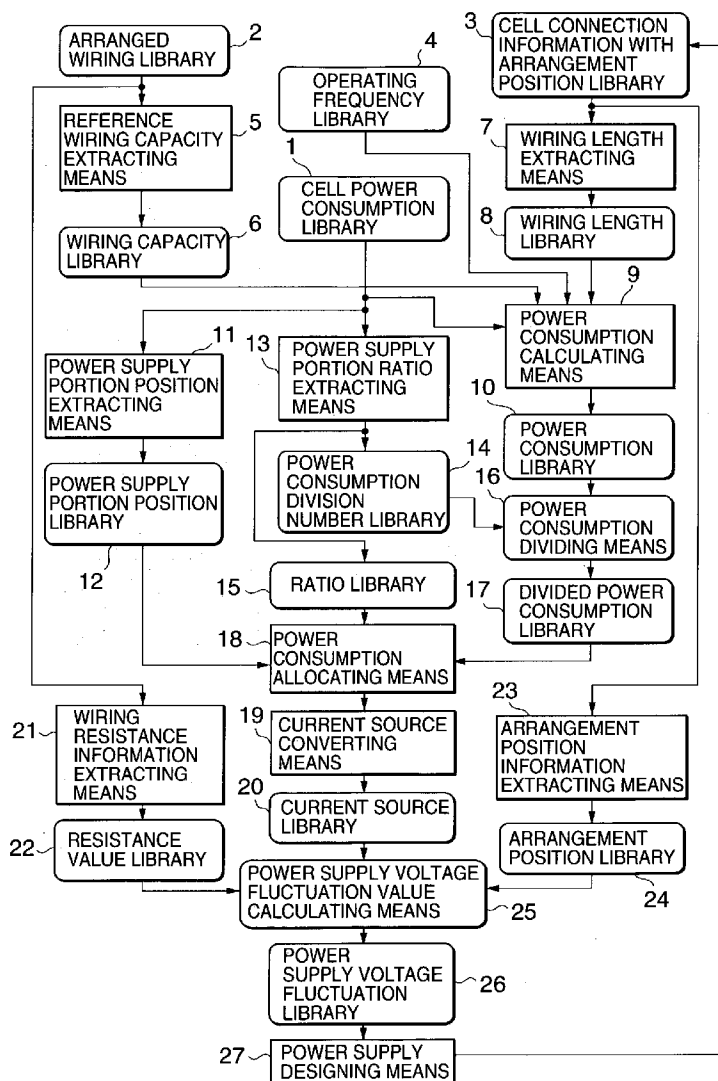 2
ARRANGED
WIRING LIBRARY
4
OPERATING
FREQUENCY
LIBRARY
3
CELL CONNECTION
INFORMATION WITH
ARRANGEMENT
POSITION LIBRARY
5
REFERENCE
WIRING CAPACITY
EXTRACTING
MEANS
6
WIRING CAPACITY
LIBRARY
1
CELL POWER
CONSUMPTION
LIBRARY
7
WIRING LENGTH
EXTRACTING
MEANS
8
WIRING LENGTH
LIBRARY
9
POWER
CONSUMPTION
CALCULATING
MEANS
10
POWER
CONSUMPTION
LIBRARY
11
POWER SUPPLY
PORTION POSITION
EXTRACTING
MEANS
POWER SUPPLY
PORTION POSITION
LIBRARY
12
13
POWER SUPPLY
PORTION RATIO
EXTRACTING
MEANS
14
POWER
CONSUMPTION
DIVISION
NUMBER LIBRARY
15
RATIO LIBRARY
16
POWER
CONSUMPTION
DIVIDING MEANS
17
DIVIDED POWER
CONSUMPTION
LIBRARY
18
POWER
CONSUMPTION
ALLOCATING MEANS
19
CURRENT SOURCE
CONVERTING
MEANS
20
CURRENT SOURCE
LIBRARY
21
WIRING
RESISTANCE
INFORMATION
EXTRACTING
MEANS
22
RESISTANCE
VALUE LIBRARY
23
ARRANGEMENT
POSITION
INFORMATION
EXTRACTING MEANS
ARRANGEMENT
POSITION LIBRARY
24
POWER SUPPLY VOLTAGE
FLUCTUATION VALUE
CALCULATING MEANS
25
POWER
SUPPLY VOLTAGE
FLUCTUATION
LIBRARY
26
27
POWER SUPPLY
DESIGNING MEANS